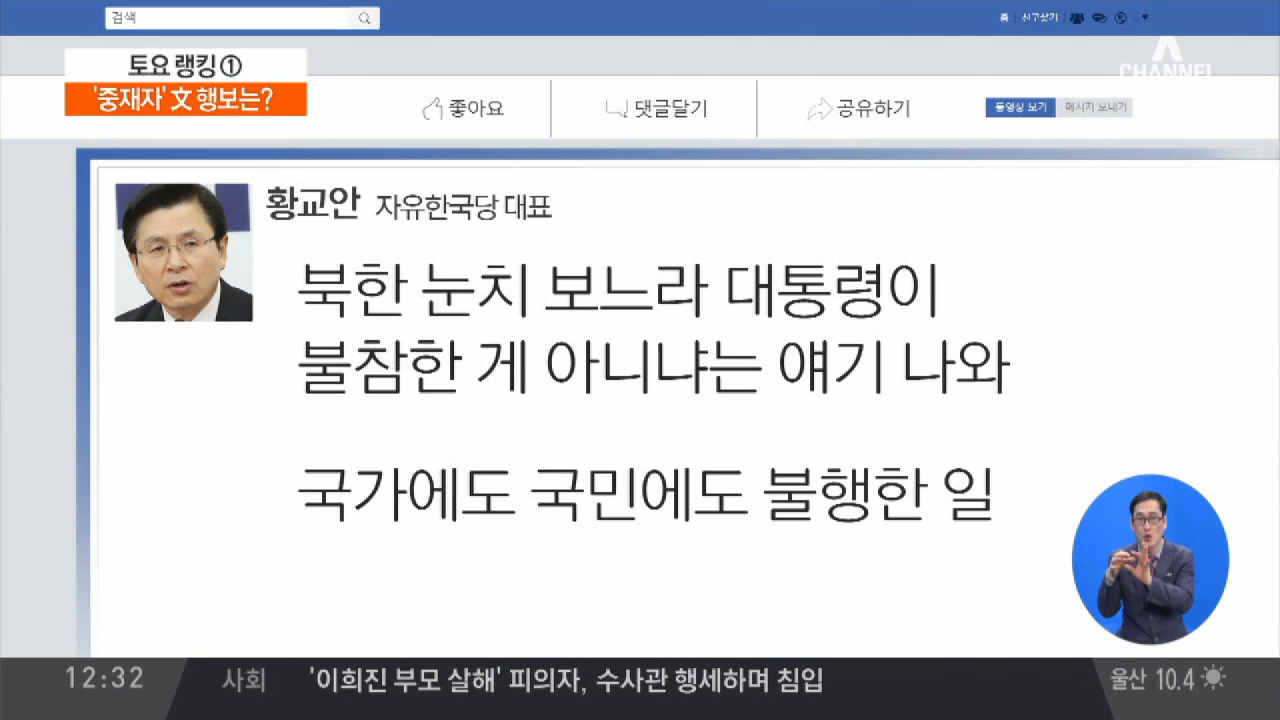 검색
홈
친구찾기
CHANNEL
토요 랭킹①
'중재자' 文 행보는?
좋아요
댓글달기
공유하기
동영상 보기
메시지 보내기
황교안 자유한국당 대표
북한 눈치 보느라 대통령이
불참한 게 아니냐는 얘기 나와
국가에도 국민에도 불행한 일
12:32
사회
'이희진 부모 살해' 피의자, 수사관 행세하며 침입
울산 10.4